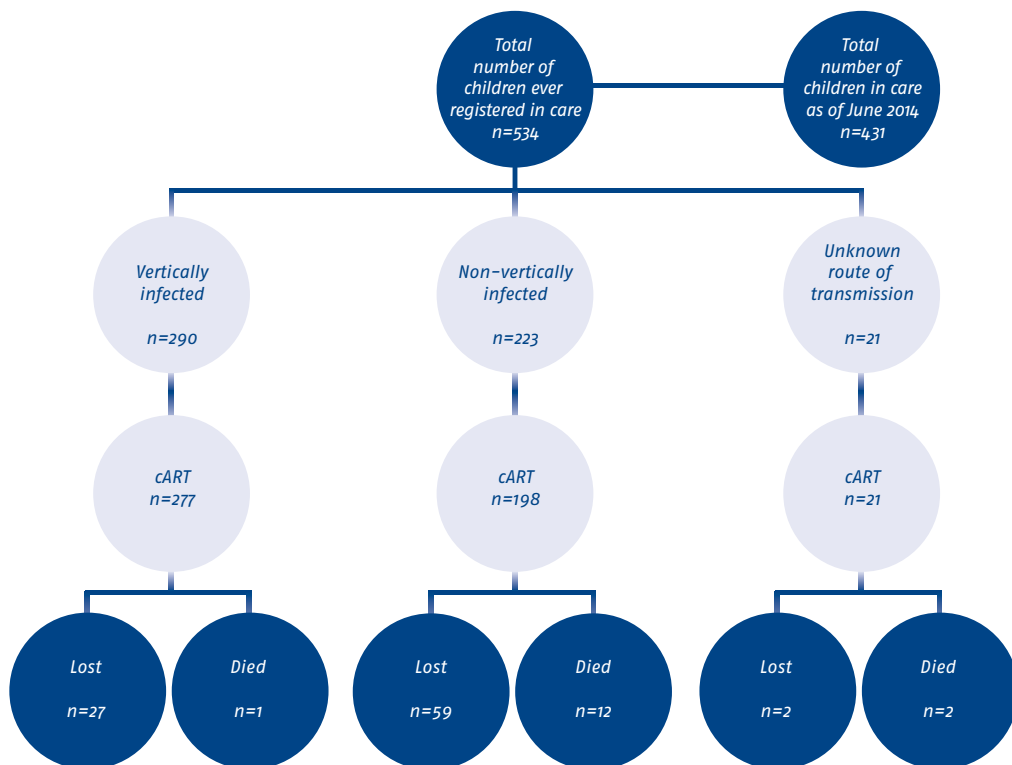 Total
number of
children ever
registered in care
n=534
Total
number of
children in care
as of June 2014
n=431
Vertically
infected
n=290
Non-vertically
infected
n=223
Unknown
route of
transmission
n=21
cART
n=277
cART
n=198
cART
n=21
Lost
n=27
Died
n=1
Lost
n=59
Died
n=12
Lost
n=2
Died
n=2